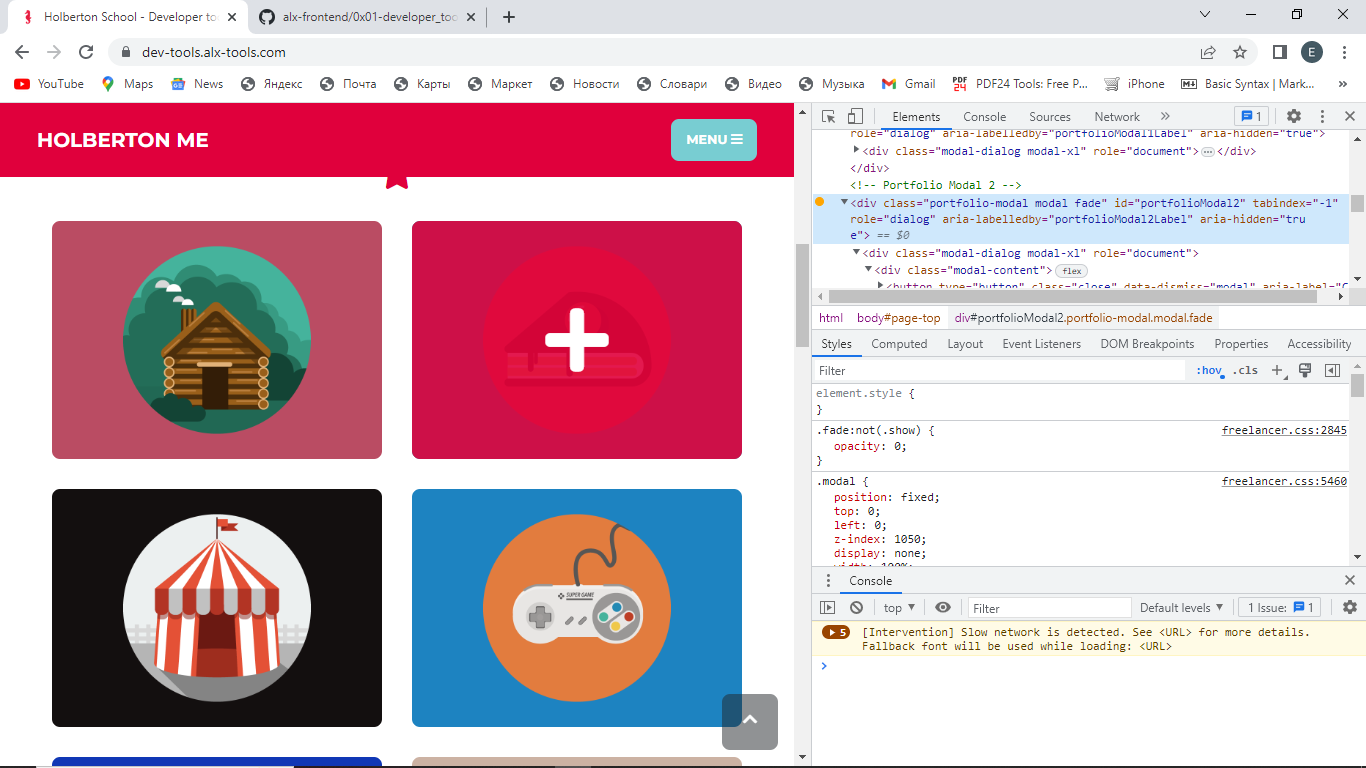 Holberton School - Developer to
alx-frontend/0x01-developer_too
dev-tools.alx-tools.com
E
YouTube
Maps
News
Яндекс
Почта
Карты
Маркет
Новости
Словари
Видео
Музыка
Gmail
PDF24 Tools: Free P...
iPhone
Basic Syntax | Mark...
HOLBERTON ME
MENU
SUPER GAME
Elements
Console
Sources
Network
1
role="dialog" aria-labelledby="portfolioModal1Label" aria-hidden="true">
<div class="modal-dialog modal-xl" role="document">…</div>
</div>
<!-- Portfolio Modal 2 -->
<div class="portfolio-modal modal fade" id="portfolioModal2" tabindex="-1"
role="dialog" aria-labelledby="portfolioModal2Label" aria-hidden="tru
e"> == $0
<div class="modal-dialog modal-xl" role="document">
<div class="modal-content"> flex
<button type="button" class="close" data-dismiss="modal" aria-label="C
html
body#page-top
div#portfolioModal2.portfolio-modal.modal.fade
Styles
Computed
Layout
Event Listeners
DOM Breakpoints
Properties
Accessibility
Filter
:hov
.cls
element.style {
}
.fade:not(.show) {
freelancer.css:2845
opacity: 0;
}
.modal {
freelancer.css:5460
position: fixed;
top: 0;
left: 0;
z-index: 1050;
display: none;
width: 100%;
Console
top
Filter
Default levels
1 Issue: 1
5
[Intervention] Slow network is detected. See <URL> for more details.
Fallback font will be used while loading: <URL>